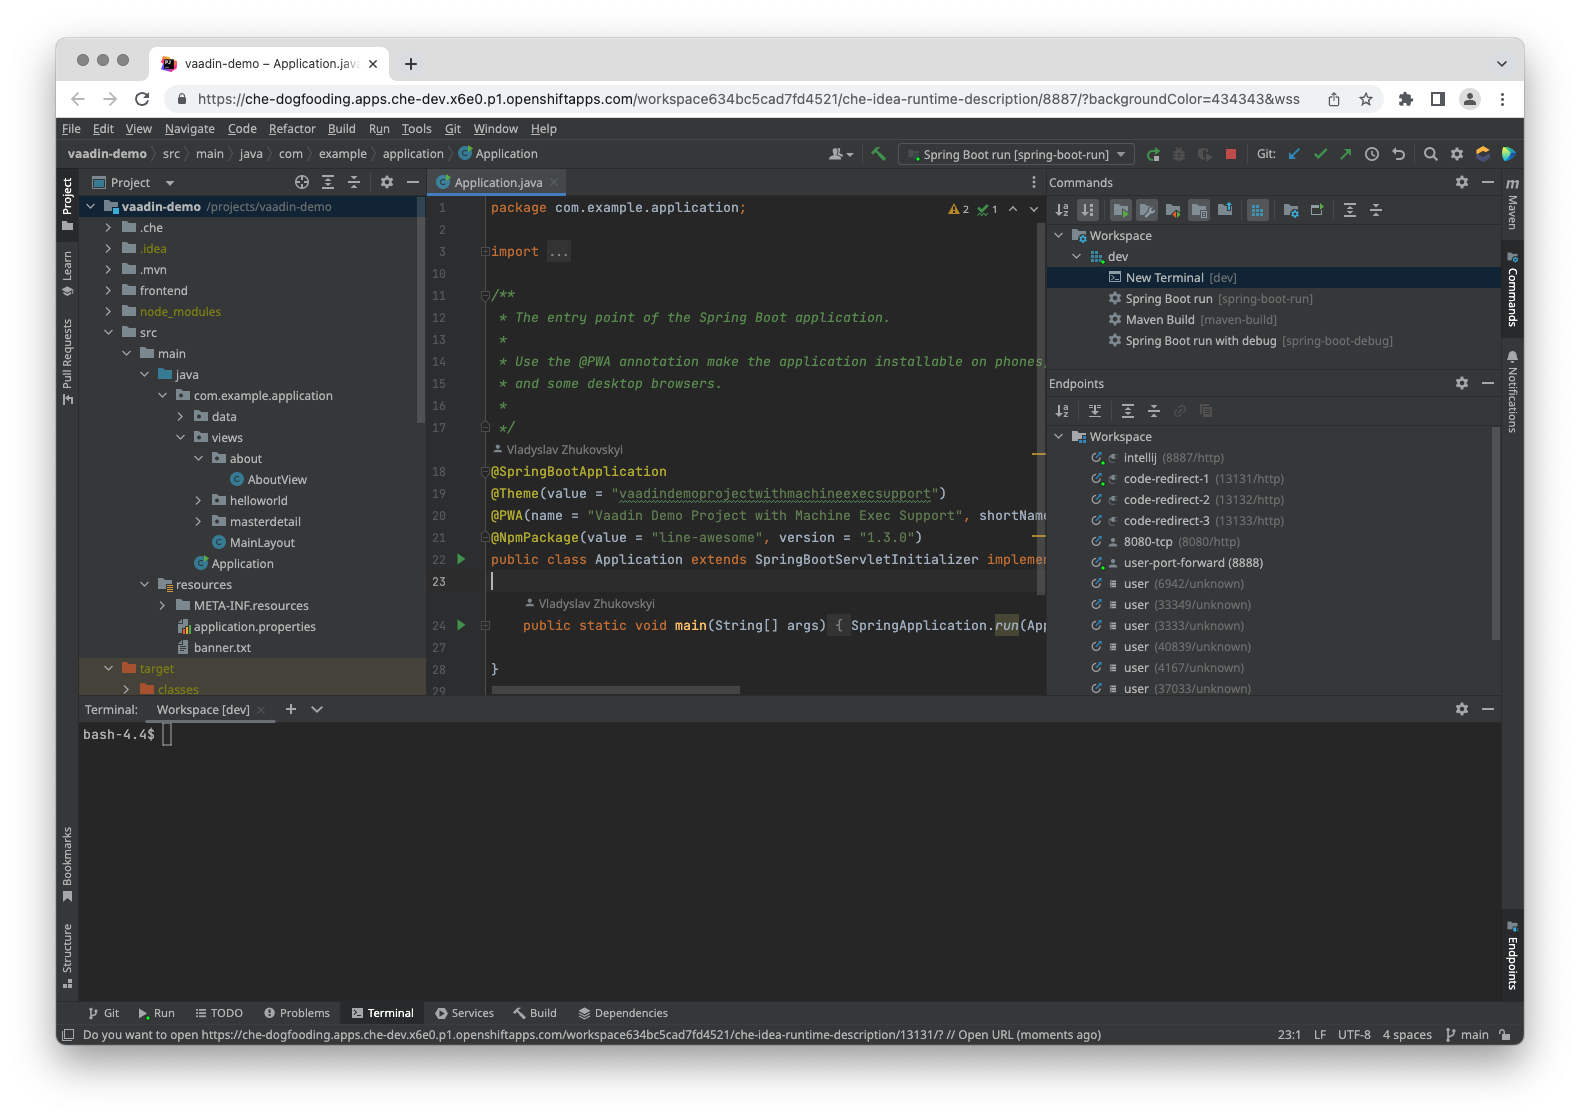 vaadin-demo – Application.java
https://che-dogfooding.apps.che-dev.x6e0.p1.openshiftapps.com/workspace634bc5cad7fd4521/che-idea-runtime-description/8887/?backgroundColor=434343&wss
File Edit View Navigate Code Refactor Build Run Tools Git Window Help
vaadin-demo src main java com example application Application
Spring Boot run [spring-boot-run]
Git:
Project
Learn
Pull Requests
Bookmarks
Structure
Project
vaadin-demo /projects/vaadin-demo
.che
.idea
.mvn
frontend
node_modules
src
main
java
com.example.application
data
views
about
AboutView
helloworld
masterdetail
MainLayout
Application
resources
META-INF.resources
application.properties
banner.txt
target
classes
Application.java
2 1
1 package com.example.application;
2
3 import ...
10
11 /**
12 * The entry point of the Spring Boot application.
13 *
14 * Use the @PWA annotation make the application installable on phones,
15 * and some desktop browsers.
16 *
17 */
Vladyslav Zhukovskyi
18 @SpringBootApplication
19 @Theme(value = "vaadindemoprojectwithmachineexecsupport")
20 @PWA(name = "Vaadin Demo Project with Machine Exec Support", shortName
21 @NpmPackage(value = "line-awesome", version = "1.3.0")
22 public class Application extends SpringBootServletInitializer implemen
23
Vladyslav Zhukovskyi
24 public static void main(String[] args) { SpringApplication.run(App
27
28 }
29
Commands
Workspace
dev
New Terminal [dev]
Spring Boot run [spring-boot-run]
Maven Build [maven-build]
Spring Boot run with debug [spring-boot-debug]
Endpoints
Workspace
intellij (8887/http)
code-redirect-1 (13131/http)
code-redirect-2 (13132/http)
code-redirect-3 (13133/http)
8080-tcp (8080/http)
user-port-forward (8888)
user (6942/unknown)
user (33349/unknown)
user (3333/unknown)
user (40839/unknown)
user (4167/unknown)
user (37033/unknown)
m
Maven
Commands
Notifications
Endpoints
Terminal: Workspace [dev]
bash-4.4$
Git Run TODO Problems Terminal Services Build Dependencies
Do you want to open https://che-dogfooding.apps.che-dev.x6e0.p1.openshiftapps.com/workspace634bc5cad7fd4521/che-idea-runtime-description/13131/? // Open URL (moments ago)
23:1 LF UTF-8 4 spaces main